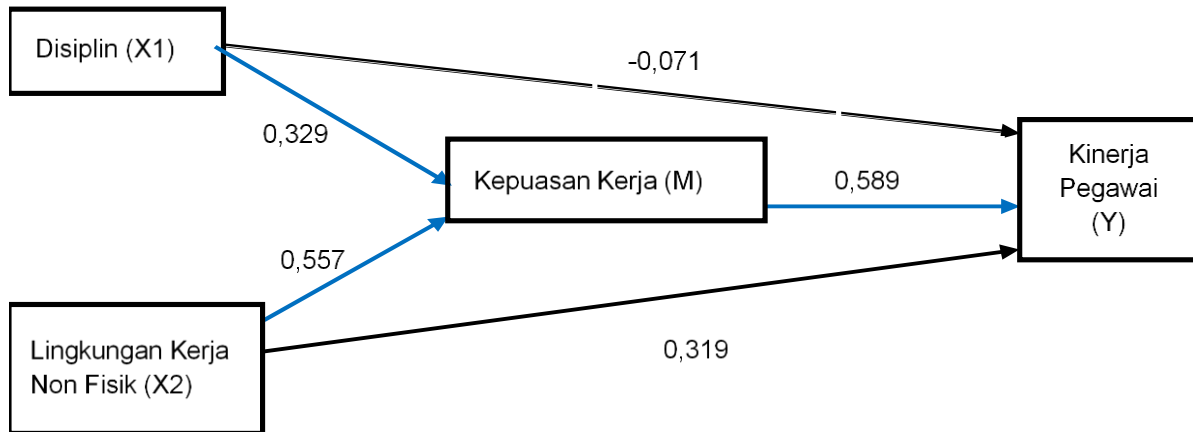 Disiplin (X1)
-0,071
0,329
Kepuasan Kerja (M)
0,589
Kinerja
Pegawai
(Y)
0,557
Lingkungan Kerja
Non Fisik (X2)
0,319